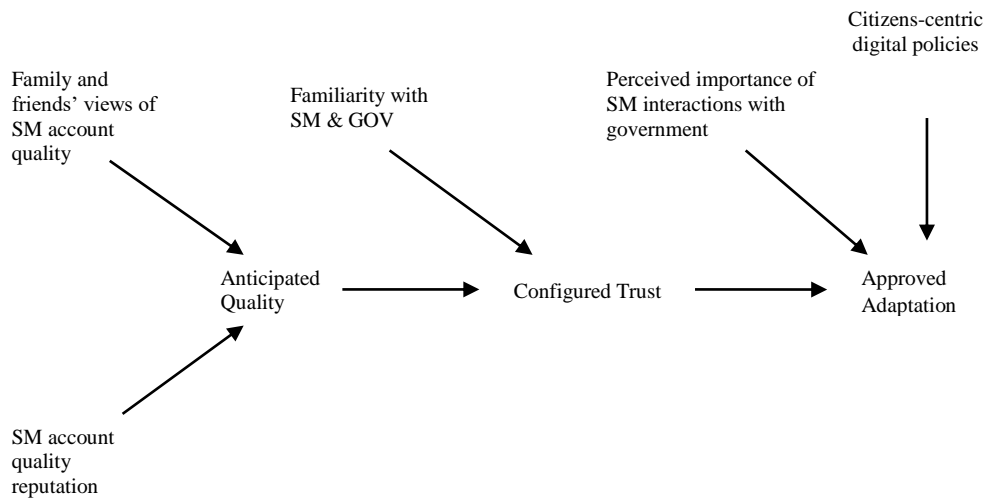 Citizens-centric
digital policies
Family and
friends’ views of
SM account
quality
Familiarity with
SM & GOV
Perceived importance of
SM interactions with
government
Anticipated
Quality
Configured Trust
Approved
Adaptation
SM account
quality
reputation